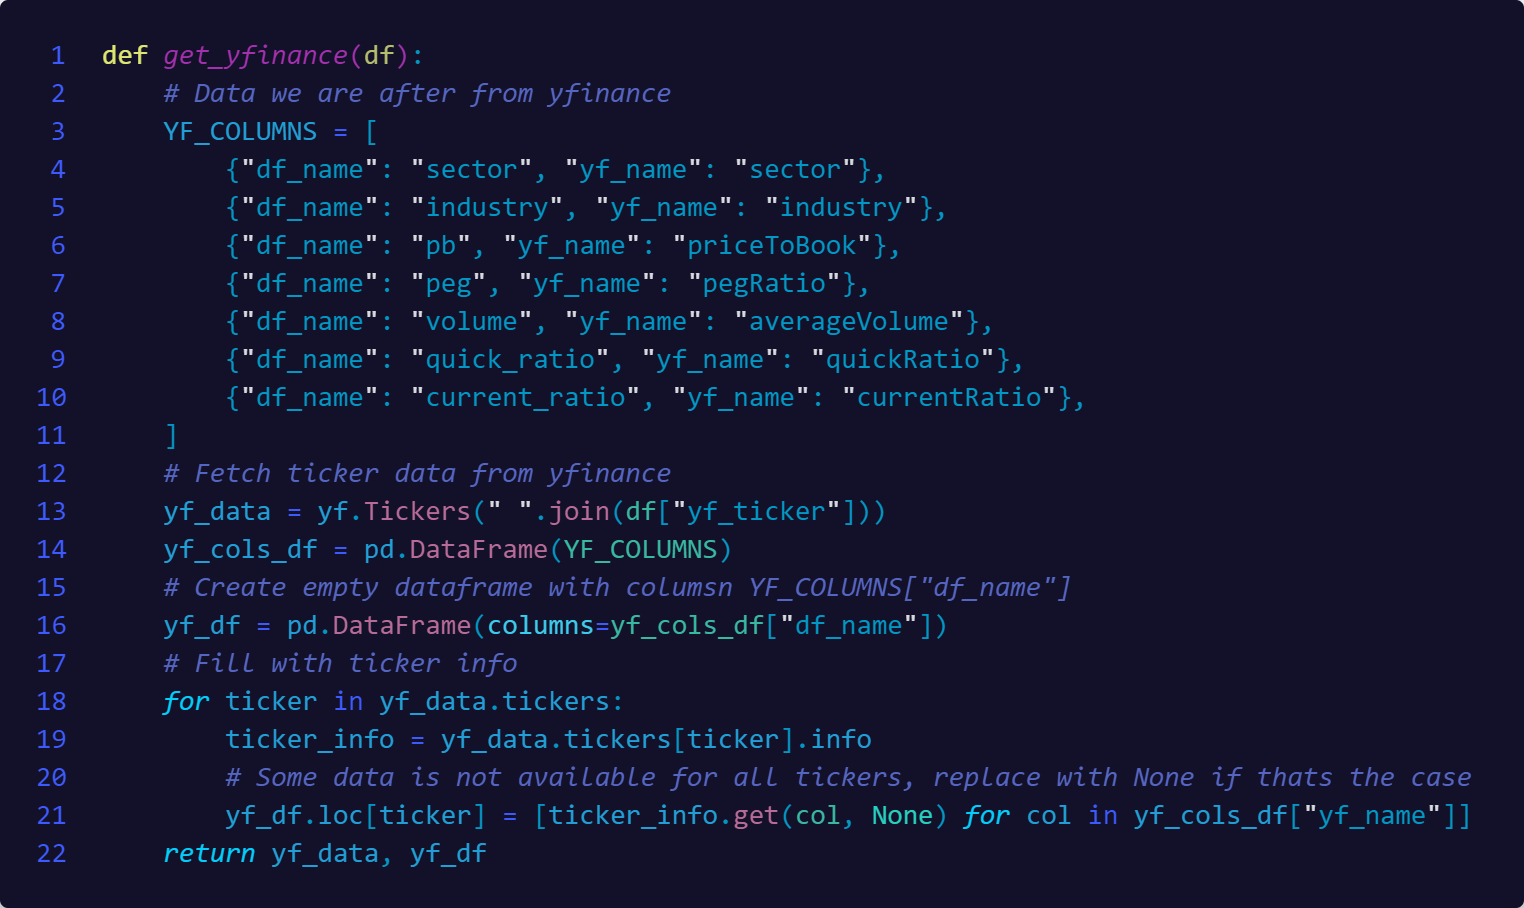 1 def get_yfinance(df):
2     # Data we are after from yfinance
3     YF_COLUMNS = [
4         {"df_name": "sector", "yf_name": "sector"},
5         {"df_name": "industry", "yf_name": "industry"},
6         {"df_name": "pb", "yf_name": "priceToBook"},
7         {"df_name": "peg", "yf_name": "pegRatio"},
8         {"df_name": "volume", "yf_name": "averageVolume"},
9         {"df_name": "quick_ratio", "yf_name": "quickRatio"},
10         {"df_name": "current_ratio", "yf_name": "currentRatio"},
11     ]
12     # Fetch ticker data from yfinance
13     yf_data = yf.Tickers(" ".join(df["yf_ticker"]))
14     yf_cols_df = pd.DataFrame(YF_COLUMNS)
15     # Create empty dataframe with columsn YF_COLUMNS["df_name"]
16     yf_df = pd.DataFrame(columns=yf_cols_df["df_name"])
17     # Fill with ticker info
18     for ticker in yf_data.tickers:
19         ticker_info = yf_data.tickers[ticker].info
20         # Some data is not available for all tickers, replace with None if thats the case
21         yf_df.loc[ticker] = [ticker_info.get(col, None) for col in yf_cols_df["yf_name"]]
22     return yf_data, yf_df